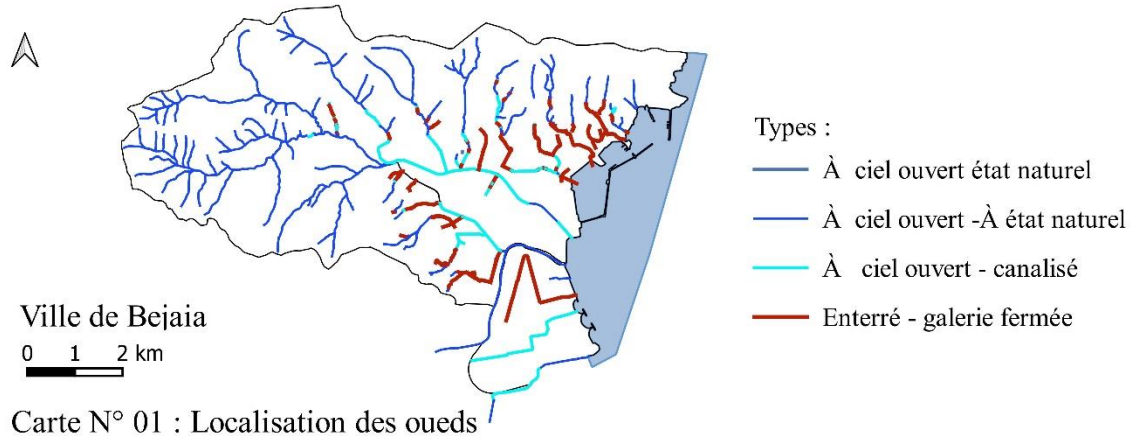 Types :
À ciel ouvert état naturel
À ciel ouvert -À état naturel
À ciel ouvert - canalisé
Enterré - galerie fermée
Ville de Bejaia
0 1 2 km
Carte N° 01 : Localisation des oueds